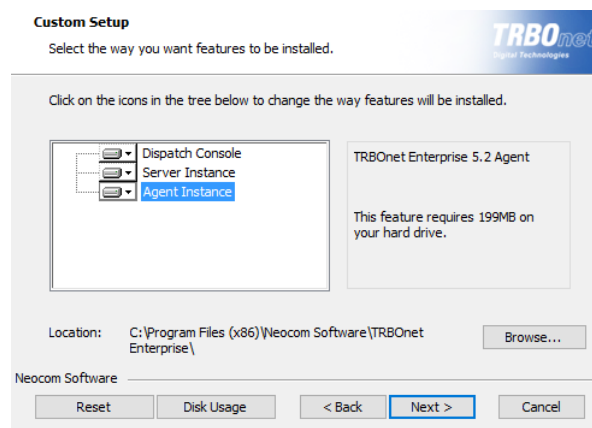 Custom Setup
Select the way you want features to be installed.
TRBOnet
Digital Technologies
Click on the icons in the tree below to change the way features will be installed.
Dispatch Console
Server Instance
Agent Instance
TRBOnet Enterprise 5.2 Agent
This feature requires 199MB on
your hard drive.
Location:
C:\Program Files (x86)\Neocom Software\TRBOnet
Enterprise\
Browse...
Neocom Software
Reset
Disk Usage
< Back
Next >
Cancel